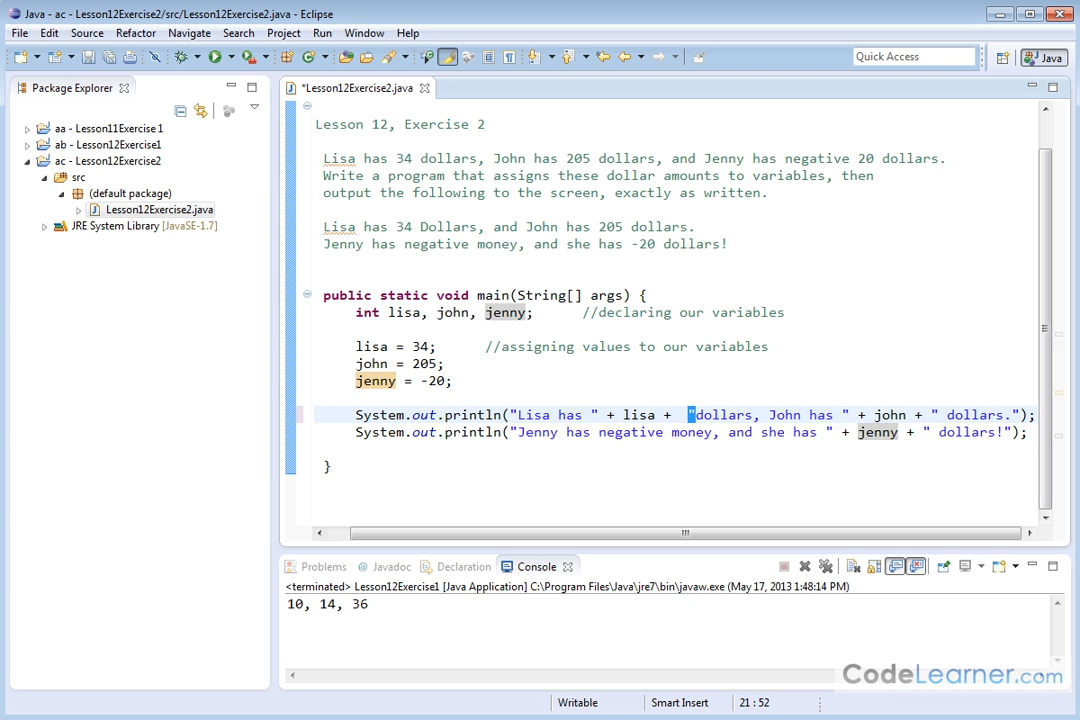 Java - ac - Lesson12Exercise2/src/Lesson12Exercise2.java - Eclipse
File Edit Source Refactor Navigate Search Project Run Window Help
Quick Access
Java
Package Explorer
*Lesson12Exercise2.java
aa - Lesson11Exercise1
ab - Lesson12Exercise1
ac - Lesson12Exercise2
src
(default package)
Lesson12Exercise2.java
JRE System Library [JavaSE-1.7]
Lesson 12, Exercise 2
Lisa has 34 dollars, John has 205 dollars, and Jenny has negative 20 dollars.
Write a program that assigns these dollar amounts to variables, then
output the following to the screen, exactly as written.
Lisa has 34 Dollars, and John has 205 dollars.
Jenny has negative money, and she has -20 dollars!
public static void main(String[] args) {
int lisa, john, jenny; //declaring our variables
lisa = 34; //assigning values to our variables
john = 205;
jenny = -20;
System.out.println("Lisa has " + lisa + "dollars, John has " + john + " dollars.");
System.out.println("Jenny has negative money, and she has " + jenny + " dollars!");
}
Problems @ Javadoc Declaration Console
<terminated> Lesson12Exercise1 [Java Application] C:\Program Files\Java\jre7\bin\javaw.exe (May 17, 2013 1:48:14 PM)
10, 14, 36
CodeLearner.com
Writable Smart Insert 21 : 52